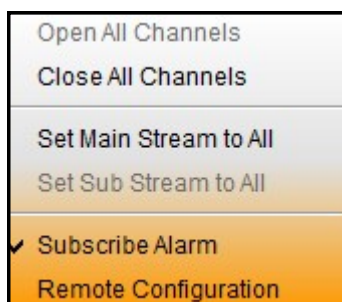 Open All Channels
Close All Channels
Set Main Stream to All
Set Sub Stream to All
Subscribe Alarm
Remote Configuration